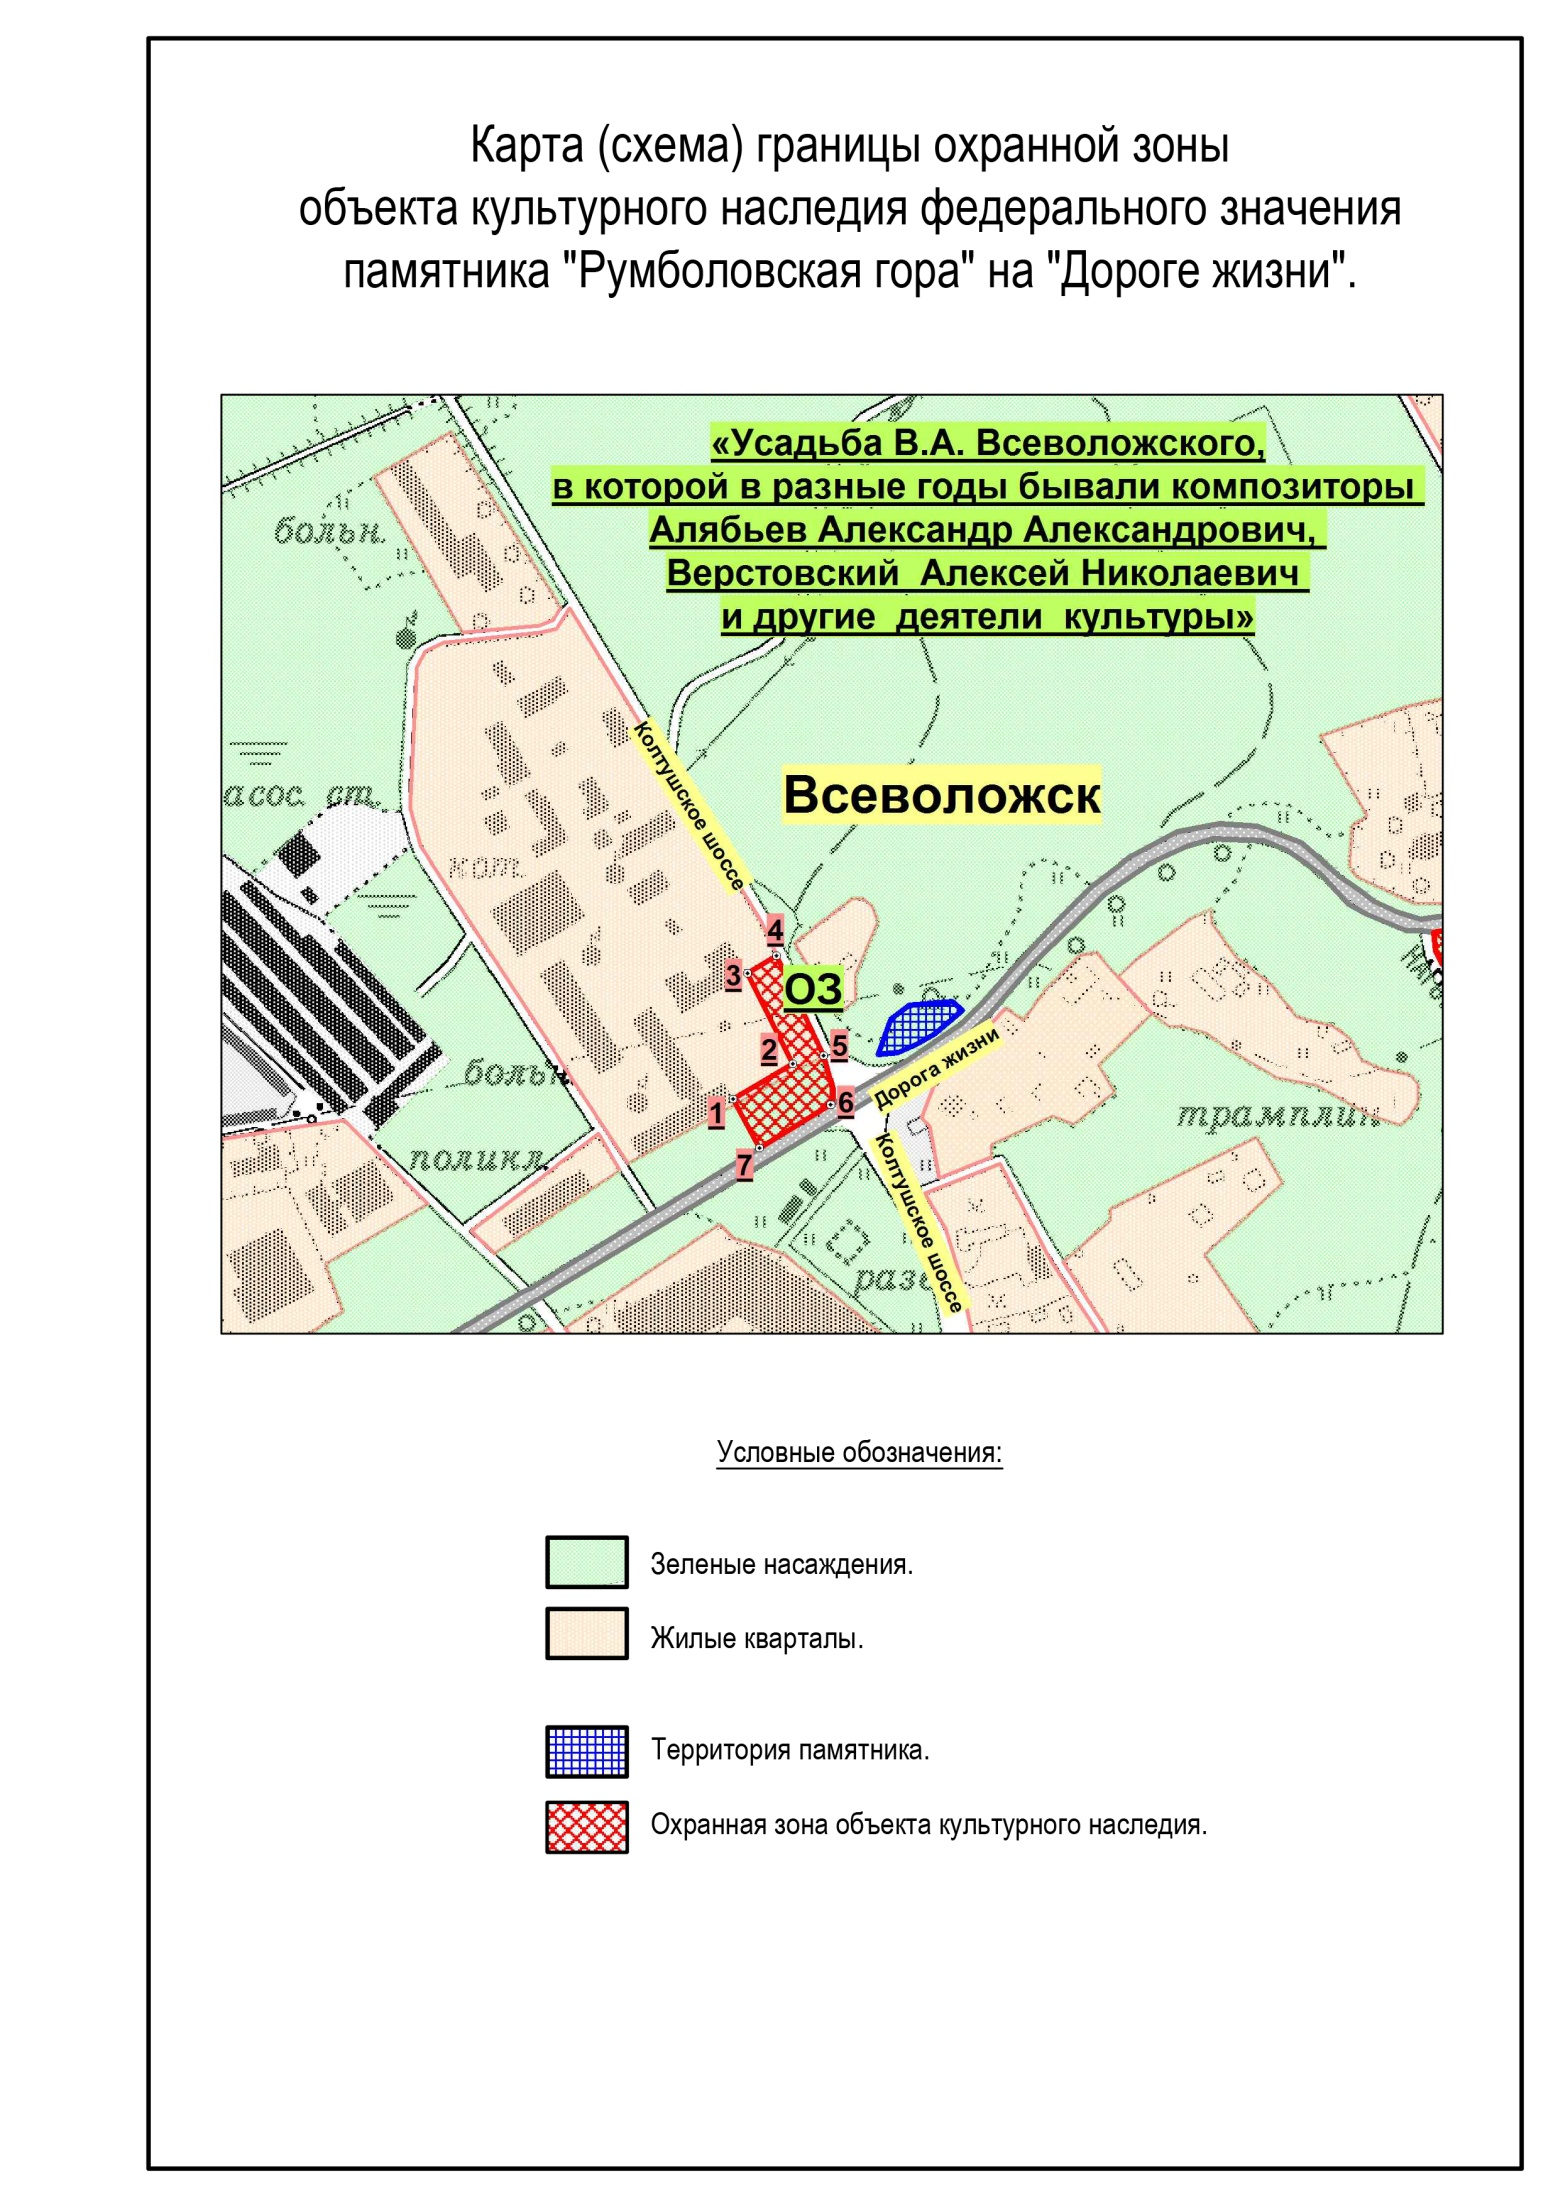 Карта (схема) границы охранной зоны
объекта культурного наследия федерального значения
памятника "Румболовская гора" на "Дороге жизни".
«Усадьба В.А. Всеволожского,
в которой в разные годы бывали композиторы
Алябьев Александр Александрович,
Верстовский Алексей Николаевич
и другие деятели культуры»
больн.
Колтушское шоссе
Всеволожск
асос. ст.
кот.
4
3
ОЗ
2
5
1
6
7
Дорога жизни
больн.
поликл.
трамплин
Колтушское шоссе
Условные обозначения:
Зеленые насаждения.
Жилые кварталы.
Территория памятника.
Охранная зона объекта культурного наследия.